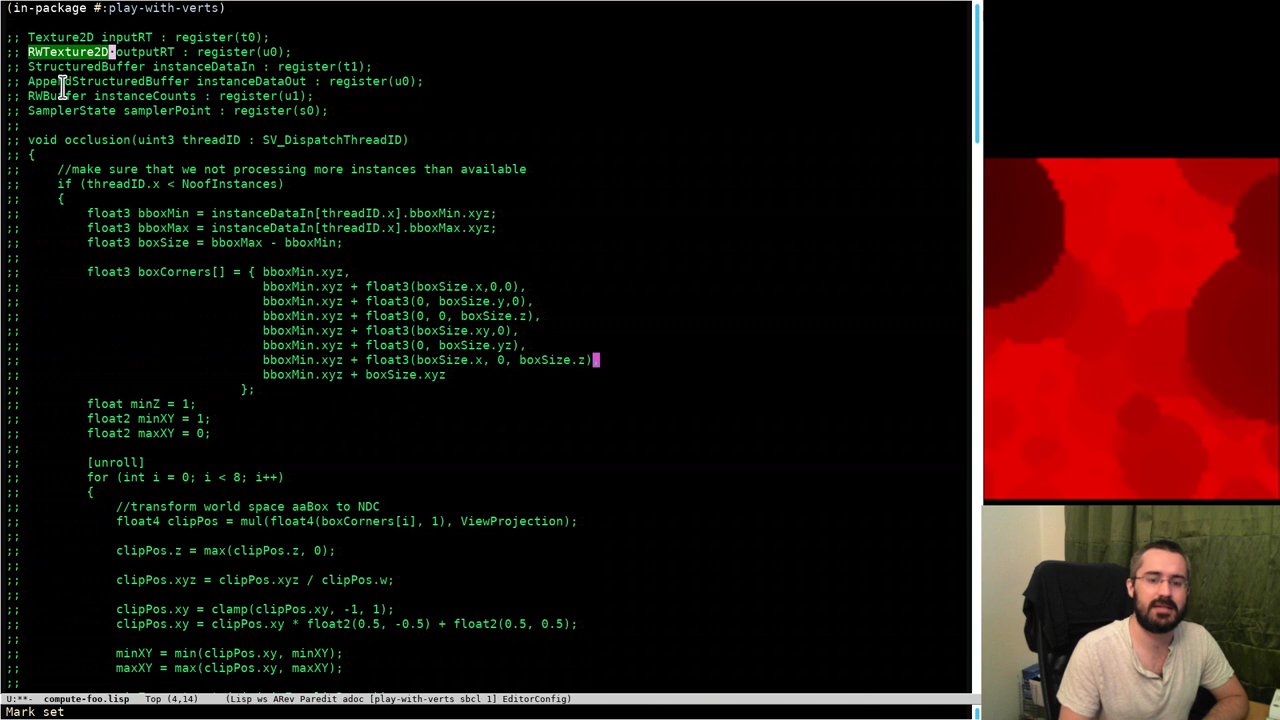 (in-package #:play-with-verts)
;; Texture2D inputRT : register(t0);
;; RWTexture2D outputRT : register(u0);
;; StructuredBuffer instanceDataIn : register(t1);
;; AppendStructuredBuffer instanceDataOut : register(u0);
;; RWBuffer instanceCounts : register(u1);
;; SamplerState samplerPoint : register(s0);
;;
;; void occlusion(uint3 threadID : SV_DispatchThreadID)
;; {
;;     //make sure that we not processing more instances than available
;;     if (threadID.x < NoofInstances)
;;     {
;;         float3 bboxMin = instanceDataIn[threadID.x].bboxMin.xyz;
;;         float3 bboxMax = instanceDataIn[threadID.x].bboxMax.xyz;
;;         float3 boxSize = bboxMax - bboxMin;
;;
;;         float3 boxCorners[] = { bboxMin.xyz,
;;                                 bboxMin.xyz + float3(boxSize.x,0,0),
;;                                 bboxMin.xyz + float3(0, boxSize.y,0),
;;                                 bboxMin.xyz + float3(0, 0, boxSize.z),
;;                                 bboxMin.xyz + float3(boxSize.xy,0),
;;                                 bboxMin.xyz + float3(0, boxSize.yz),
;;                                 bboxMin.xyz + float3(boxSize.x, 0, boxSize.z),
;;                                 bboxMin.xyz + boxSize.xyz
;;                              };
;;         float minZ = 1;
;;         float2 minXY = 1;
;;         float2 maxXY = 0;
;;
;;         [unroll]
;;         for (int i = 0; i < 8; i++)
;;         {
;;             //transform world space aaBox to NDC
;;             float4 clipPos = mul(float4(boxCorners[i], 1), ViewProjection);
;;
;;             clipPos.z = max(clipPos.z, 0);
;;
;;             clipPos.xyz = clipPos.xyz / clipPos.w;
;;
;;             clipPos.xy = clamp(clipPos.xy, -1, 1);
;;             clipPos.xy = clipPos.xy * float2(0.5, -0.5) + float2(0.5, 0.5);
;;
;;             minXY = min(clipPos.xy, minXY);
;;             maxXY = max(clipPos.xy, maxXY);
;;
U:**-  compute-foo.lisp   Top (4,14)     (Lisp ws ARev Paredit adoc [play-with-verts sbcl 1] EditorConfig)
Mark set